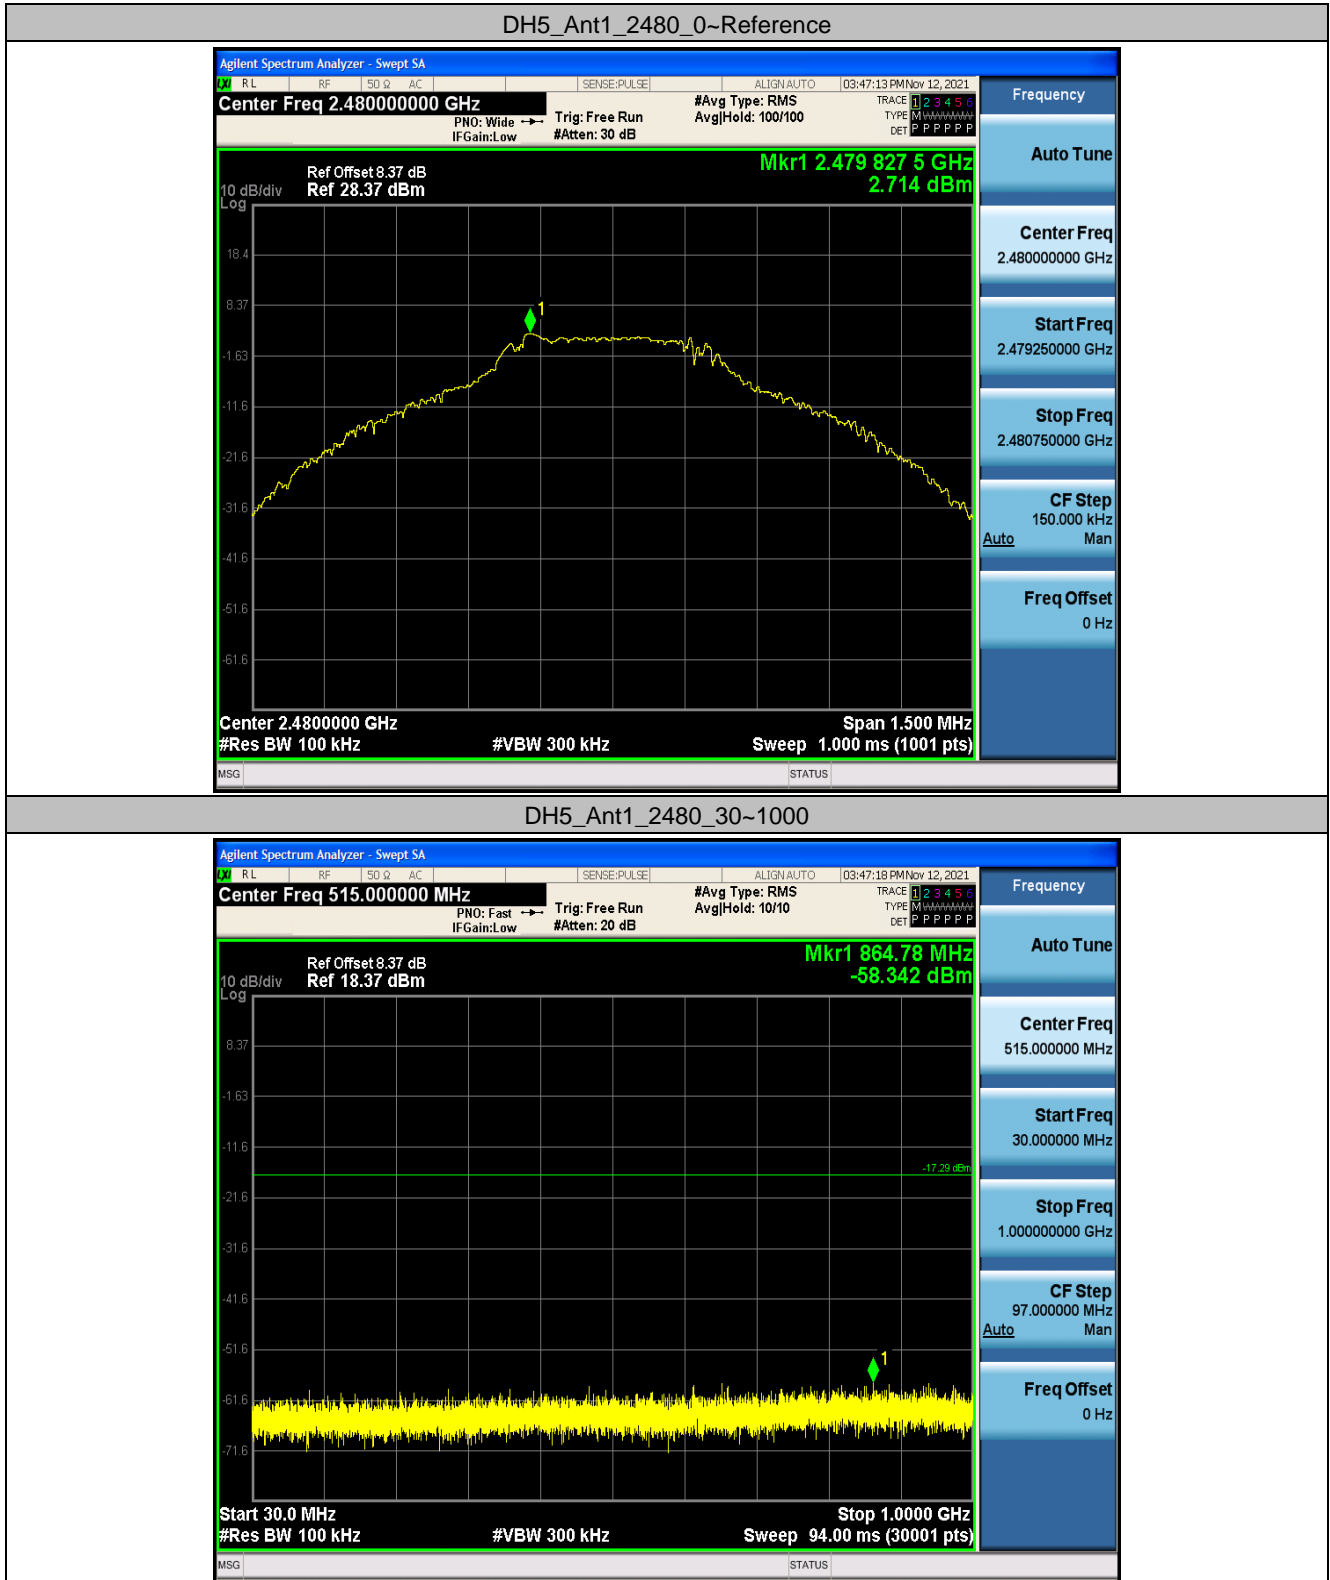 DH5_Ant1_2480_0~Reference
Agilent Spectrum Analyzer - Swept SA
LXI RL RF 50 Ω AC SENSE:PULSE ALIGN AUTO 03:47:13 PM Nov 12, 2021
Center Freq 2.480000000 GHz
PNO: Wide
IFGain:Low
Trig: Free Run
#Atten: 30 dB
#Avg Type: RMS
Avg|Hold: 100/100
TRACE 1 2 3 4 5 6
TYPE M
DET P P P P P P
Frequency
Mkr1 2.479 827 5 GHz
2.714 dBm
Ref Offset 8.37 dB
10 dB/div Ref 28.37 dBm
Log
18.4
8.37
-1.63
-11.6
-21.6
-31.6
-41.6
-51.6
-61.6
1
Center 2.4800000 GHz Span 1.500 MHz
#Res BW 100 kHz #VBW 300 kHz Sweep 1.000 ms (1001 pts)
MSG STATUS
Auto Tune
Center Freq
2.480000000 GHz
Start Freq
2.479250000 GHz
Stop Freq
2.480750000 GHz
CF Step
150.000 kHz
Auto Man
Freq Offset
0 Hz
DH5_Ant1_2480_30~1000
Agilent Spectrum Analyzer - Swept SA
LXI RL RF 50 Ω AC SENSE:PULSE ALIGN AUTO 03:47:18 PM Nov 12, 2021
Center Freq 515.000000 MHz
PNO: Fast
IFGain:Low
Trig: Free Run
#Atten: 20 dB
#Avg Type: RMS
Avg|Hold: 10/10
TRACE 1 2 3 4 5 6
TYPE M
DET P P P P P P
Frequency
Mkr1 864.78 MHz
-58.342 dBm
Ref Offset 8.37 dB
10 dB/div Ref 18.37 dBm
Log
8.37
-1.63
-11.6
-17.29 dBm
-21.6
-31.6
-41.6
-51.6
-61.6
-71.6
1
Start 30.0 MHz Stop 1.0000 GHz
#Res BW 100 kHz #VBW 300 kHz Sweep 94.00 ms (30001 pts)
MSG STATUS
Auto Tune
Center Freq
515.000000 MHz
Start Freq
30.000000 MHz
Stop Freq
1.000000000 GHz
CF Step
97.000000 MHz
Auto Man
Freq Offset
0 Hz